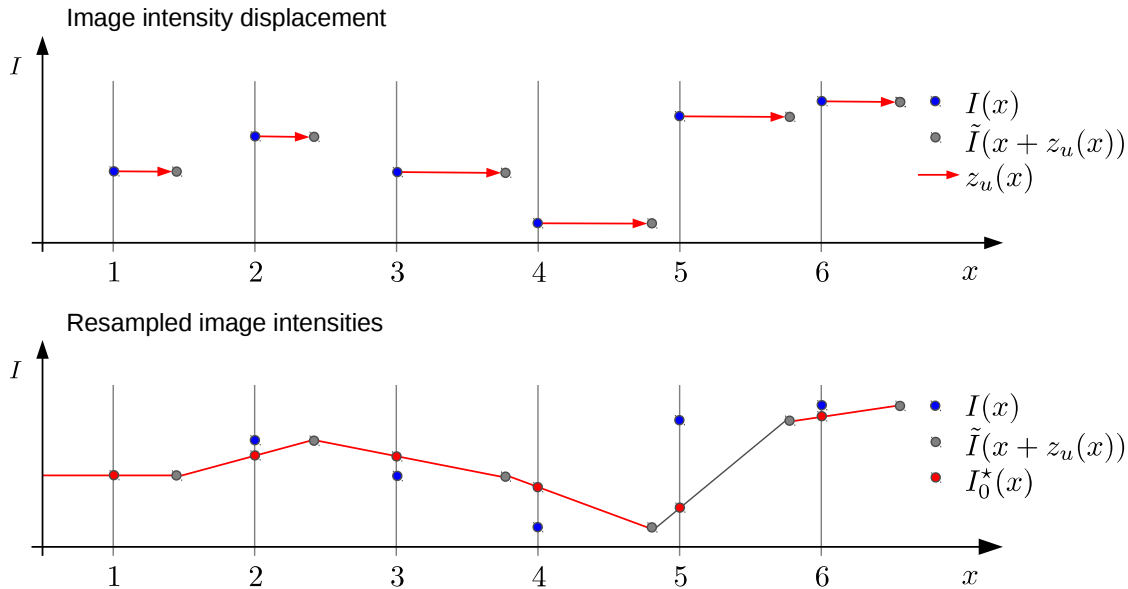 Image intensity displacement
I
I(x)
Ĩ(x + z_u(x))
z_u(x)
1 2 3 4 5 6 x
Resampled image intensities
I
I(x)
Ĩ(x + z_u(x))
I₀⋆(x)
1 2 3 4 5 6 x